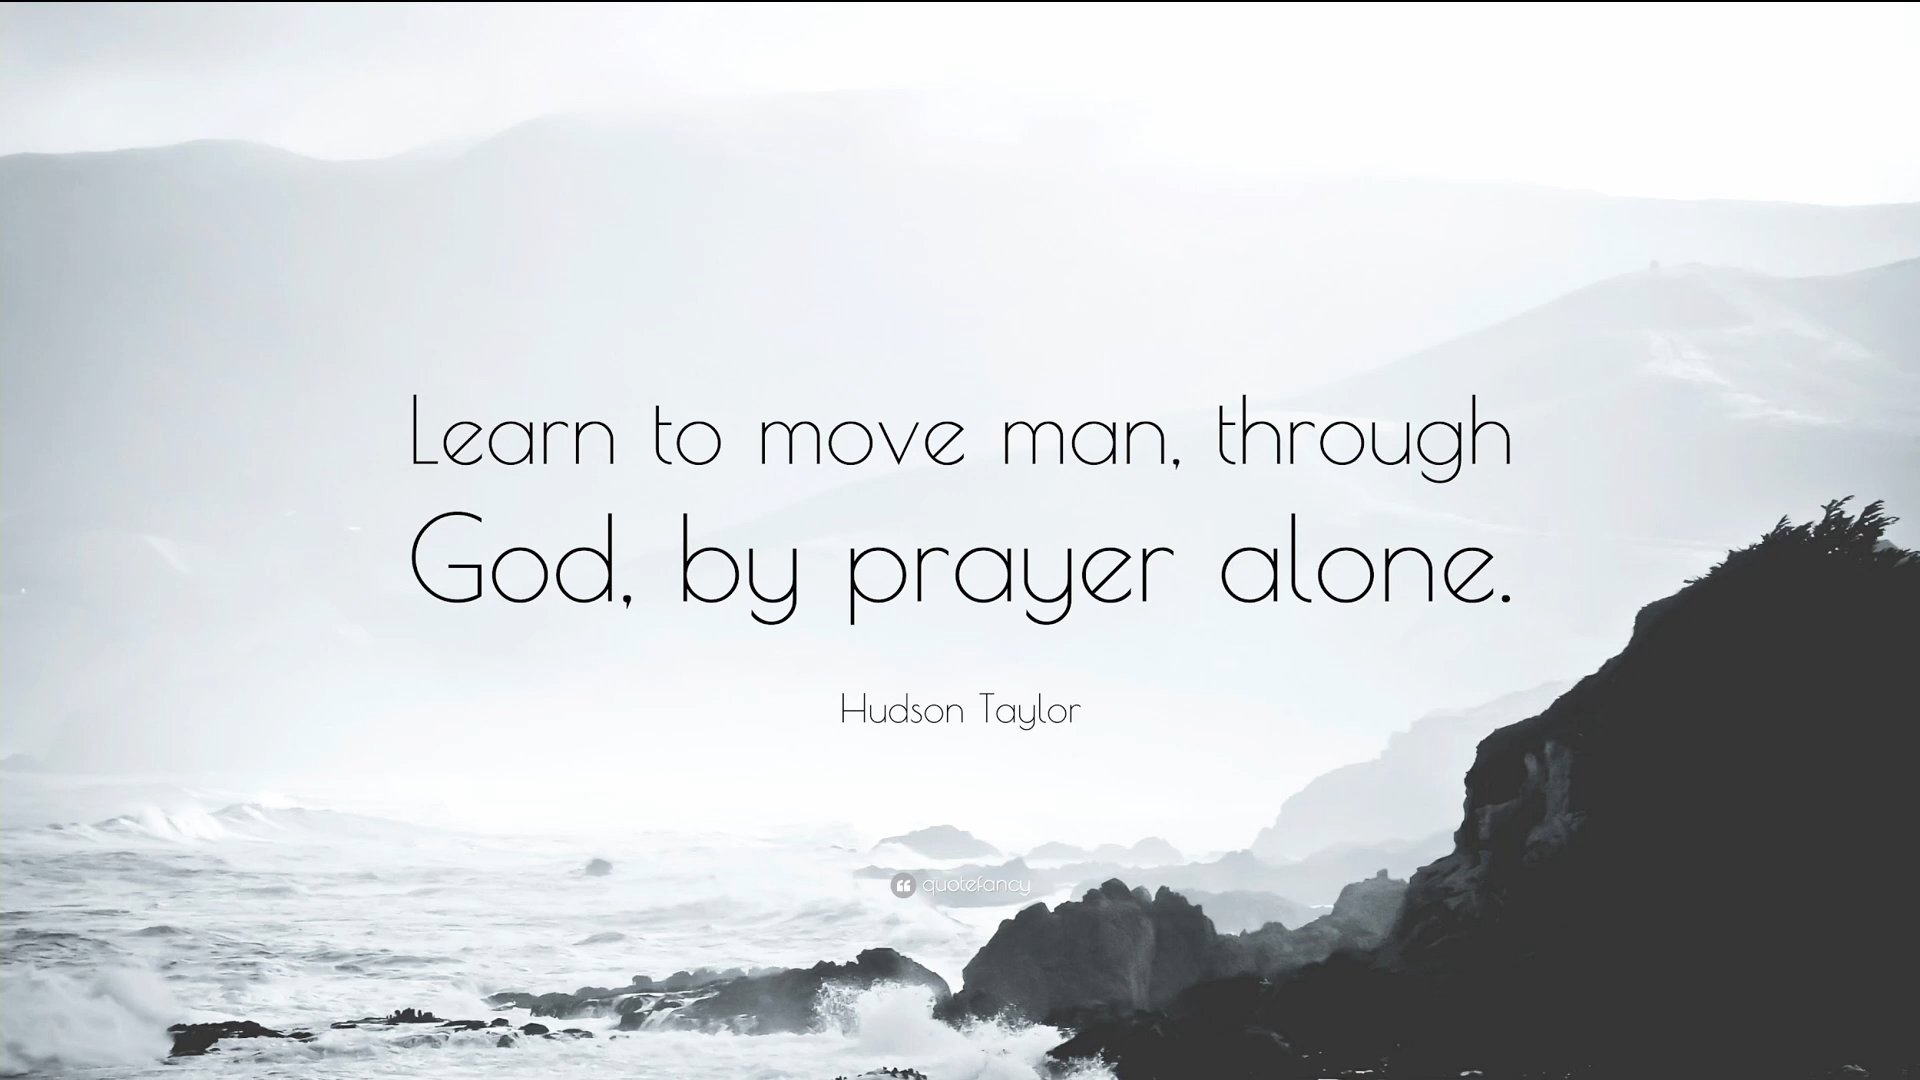 Learn to move man, through
God, by prayer alone.
Hudson Taylor
quotefancy